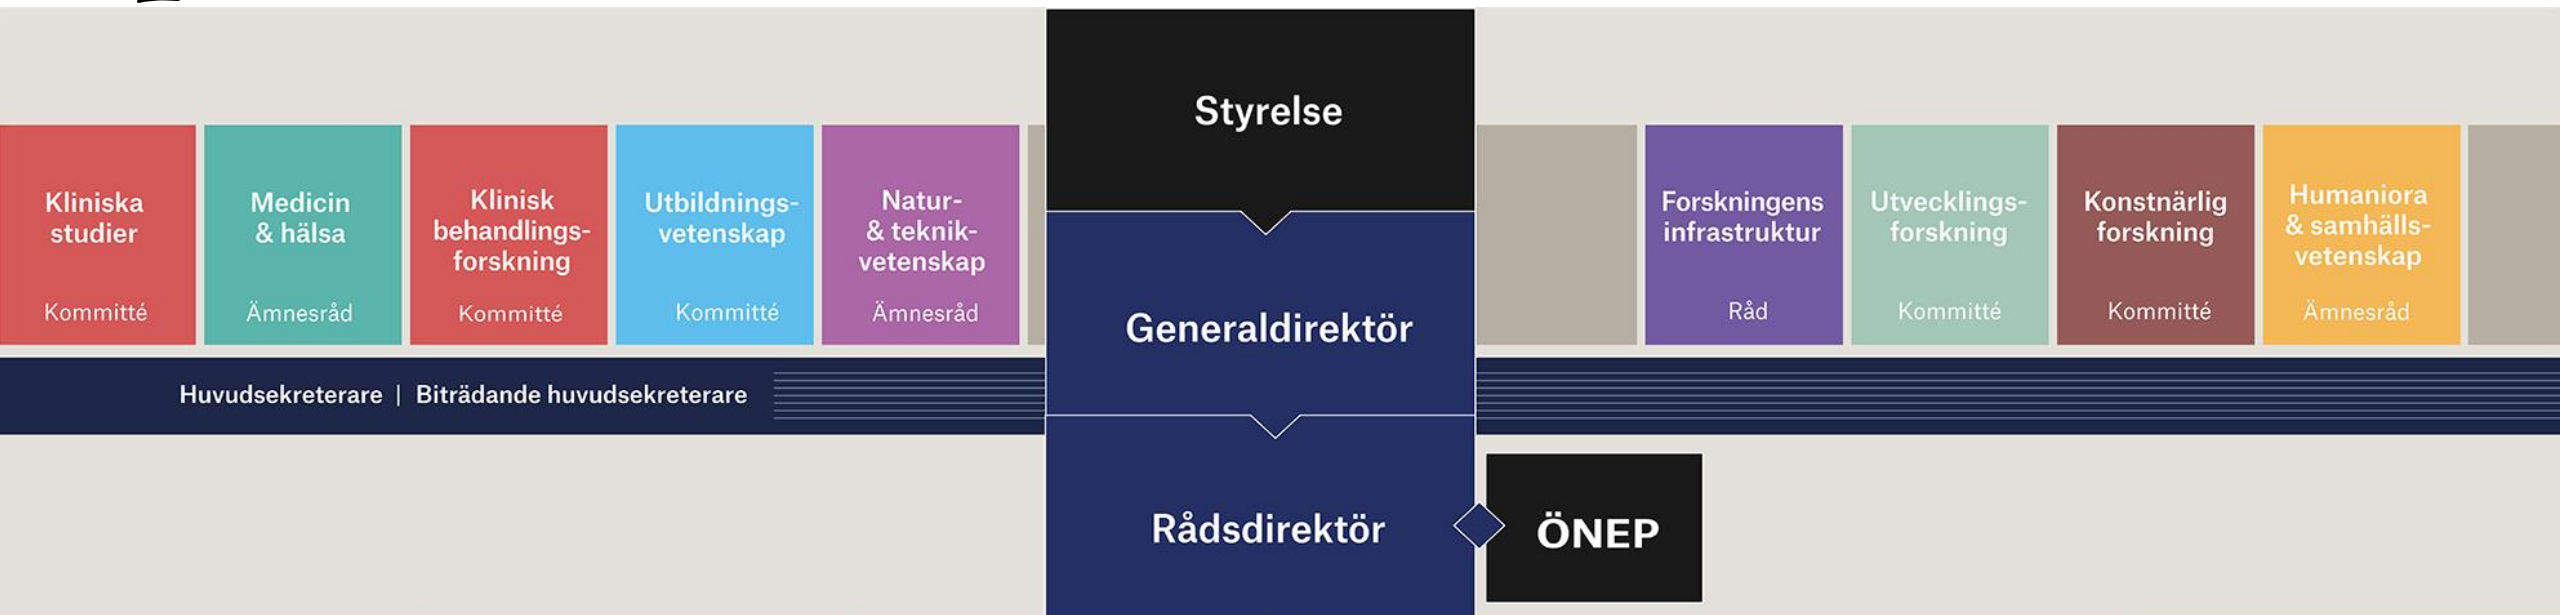 Styrelse
Kliniska
studier
Kommitté
Medicin
& hälsa
Ämnesråd
Klinisk
behandlings-
forskning
Kommitté
Utbildnings-
vetenskap
Kommitté
Natur-
& teknik-
vetenskap
Ämnesråd
Generaldirektör
Forskningens
infrastruktur
Råd
Utvecklings-
forskning
Kommitté
Konstnärlig
forskning
Kommitté
Humaniora
& samhälls-
vetenskap
Ämnesråd
Huvudsekreterare | Biträdande huvudsekreterare
Rådsdirektör
ÖNEP